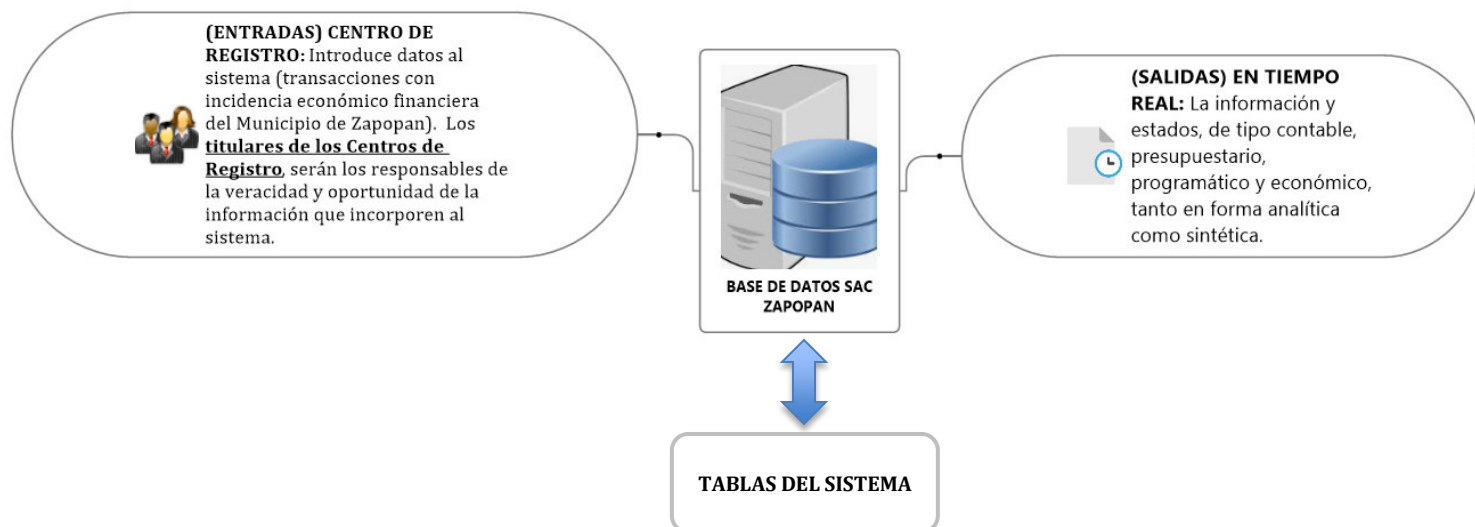 (ENTRADAS) CENTRO DE
REGISTRO: Introduce datos al
sistema (transacciones con
incidencia económico financiera
del Municipio de Zapopan). Los
titulares de los Centros de
Registro, serán los responsables de
la veracidad y oportunidad de la
información que incorporen al
sistema.
BASE DE DATOS SAC
ZAPOPAN
(SALIDAS) EN TIEMPO
REAL: La información y
estados, de tipo contable,
presupuestario,
programático y económico,
tanto en forma analítica
como sintética.
TABLAS DEL SISTEMA